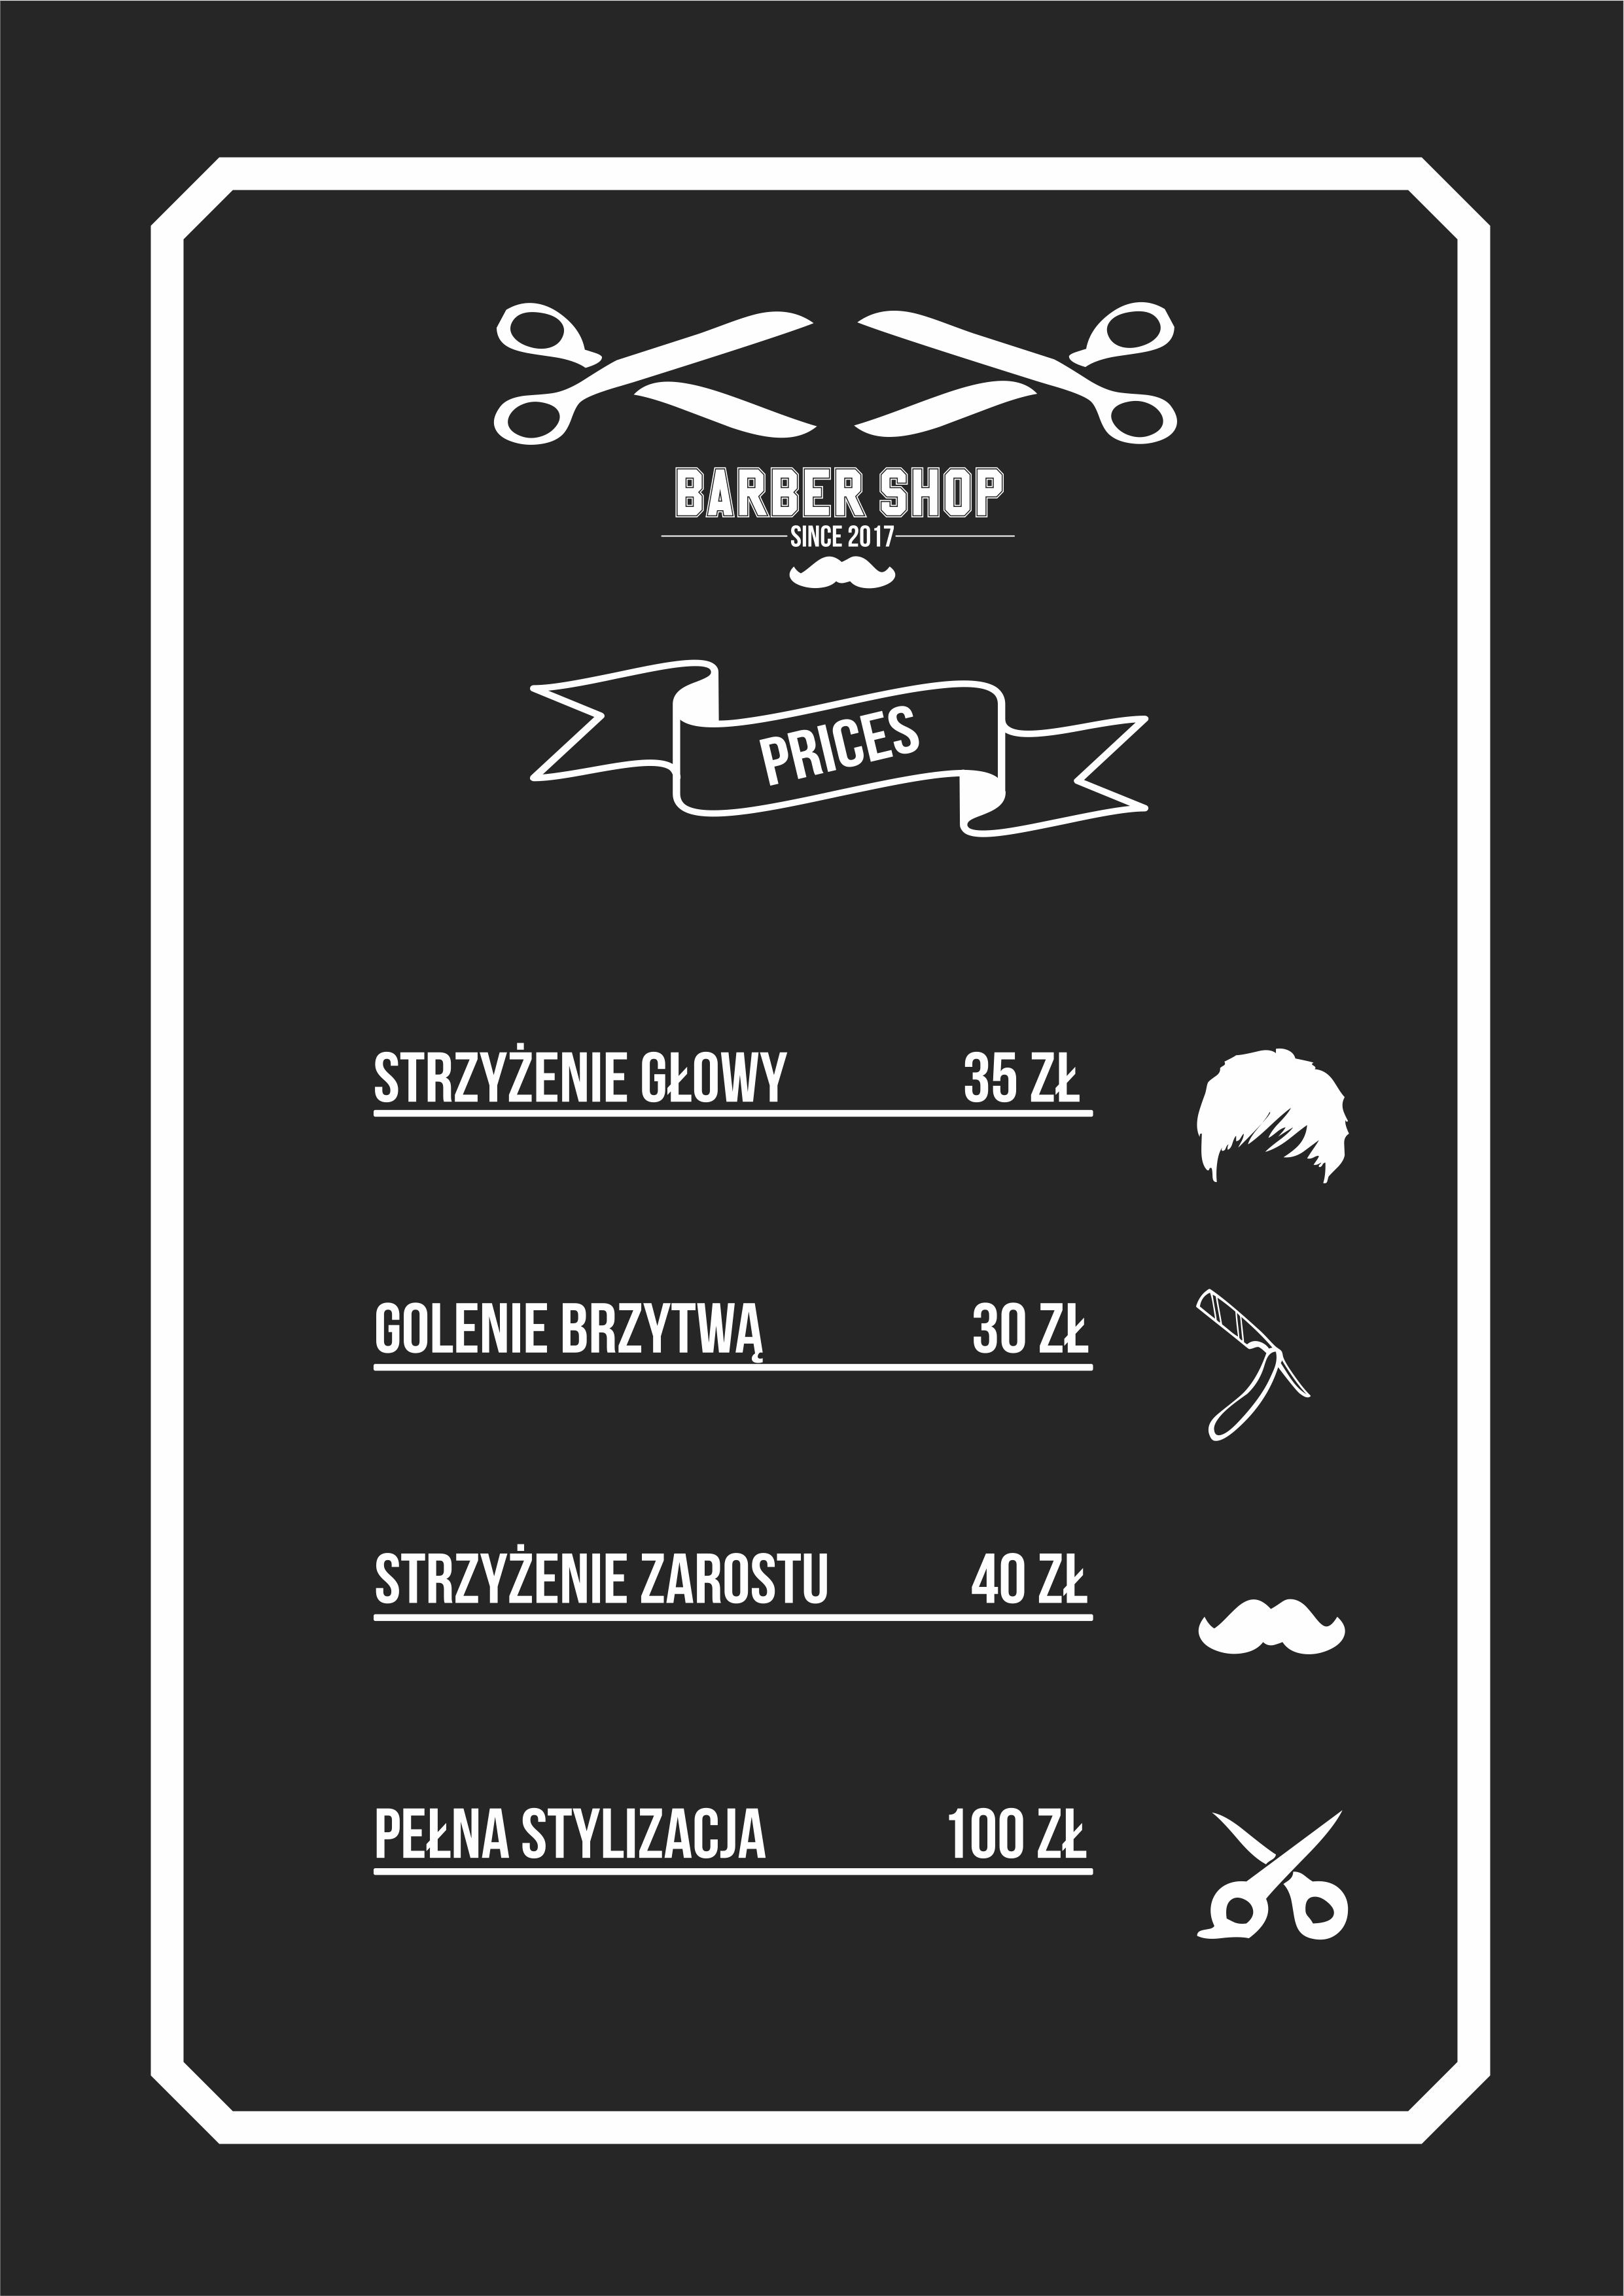 BARBER SHOP
SINCE 2017
PRICES
STRZYŻENIE GŁOWY 35 ZŁ
GOLENIE BRZYTWĄ 30 ZŁ
STRZYŻENIE ZAROSTU 40 ZŁ
PEŁNA STYLIZACJA 100 ZŁ